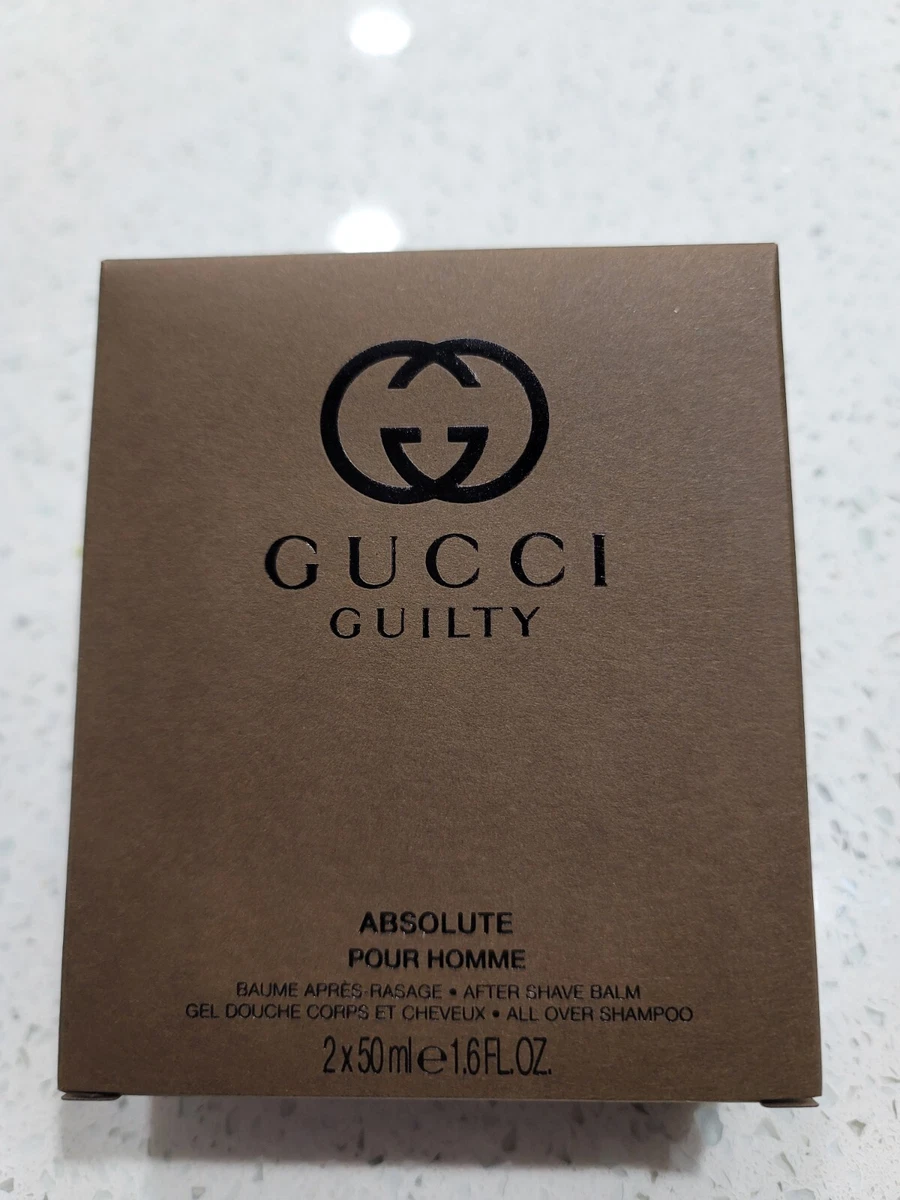 GUCCI
GUILTY
ABSOLUTE
POUR HOMME
BAUME APRÈS-RASAGE • AFTER SHAVE BALM
GEL DOUCHE CORPS ET CHEVEUX • ALL OVER SHAMPOO
2 x 50 ml e 1.6 FL.OZ.